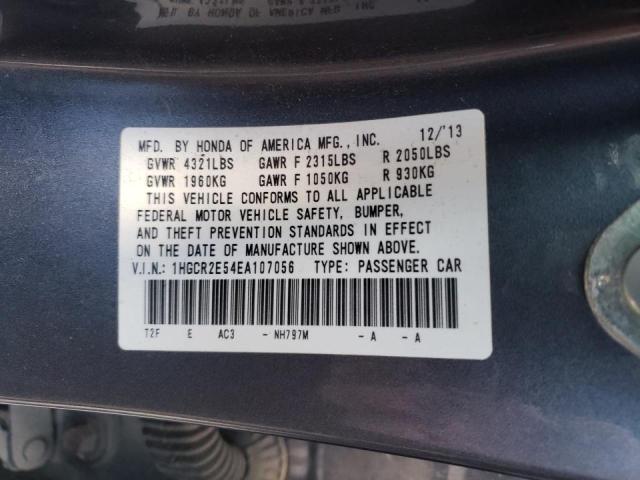 MFD. BY HONDA OF AMERICA MFG., INC. 12/'13
GVWR 4321LBS GAWR F 2315LBS R 2050LBS
GVWR 1960KG GAWR F 1050KG R 930KG
THIS VEHICLE CONFORMS TO ALL APPLICABLE
FEDERAL MOTOR VEHICLE SAFETY, BUMPER,
AND THEFT PREVENTION STANDARDS IN EFFECT
ON THE DATE OF MANUFACTURE SHOWN ABOVE.
V.I.N.: 1HGCR2E54EA107056 TYPE: PASSENGER CAR
T2F E AC3 - NH797M - A - A